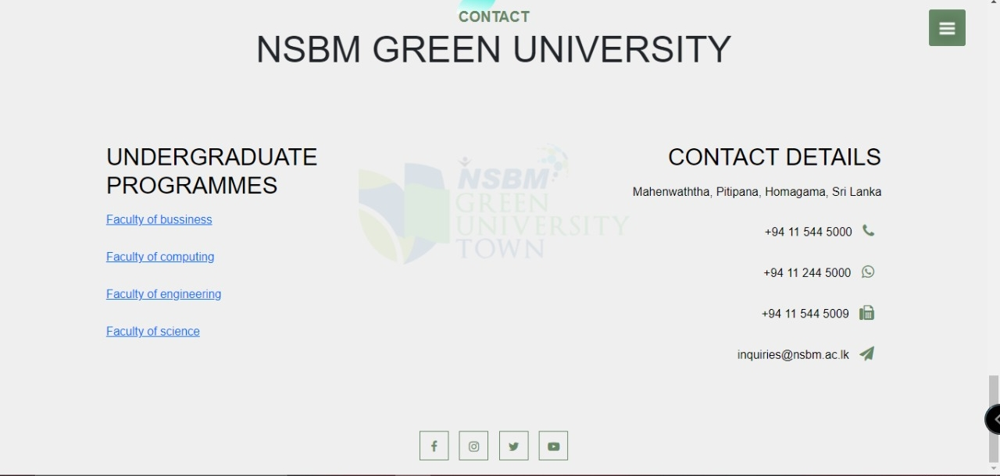 CONTACT
NSBM GREEN UNIVERSITY
UNDERGRADUATE
PROGRAMMES
Faculty of bussiness
Faculty of computing
Faculty of engineering
Faculty of science
NSBM
GREEN
UNIVERSITY
TOWN
CONTACT DETAILS
Mahenwaththa, Pitipana, Homagama, Sri Lanka
+94 11 544 5000
+94 11 244 5000
+94 11 544 5009
inquiries@nsbm.ac.lk